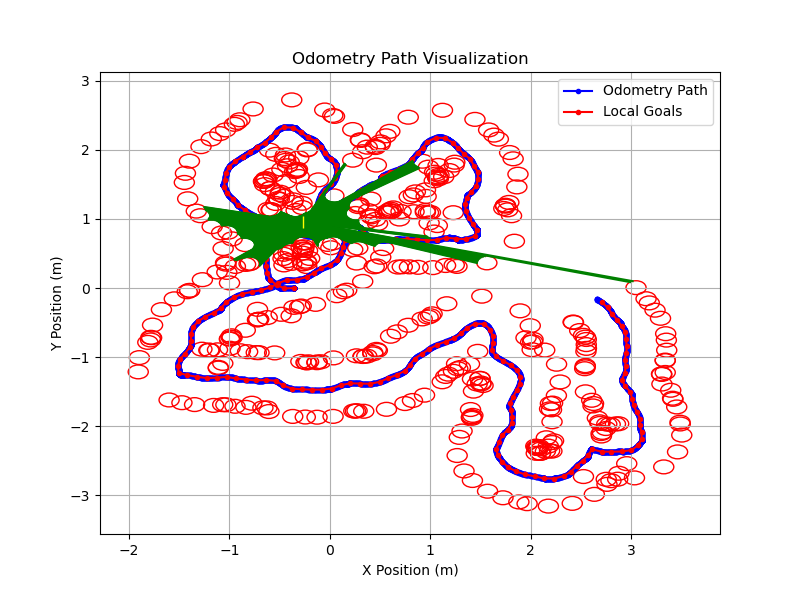 Odometry Path Visualization
Odometry Path
Local Goals
Y Position (m)
3
2
1
0
−1
−2
−3
−2
−1
0
1
2
3
X Position (m)